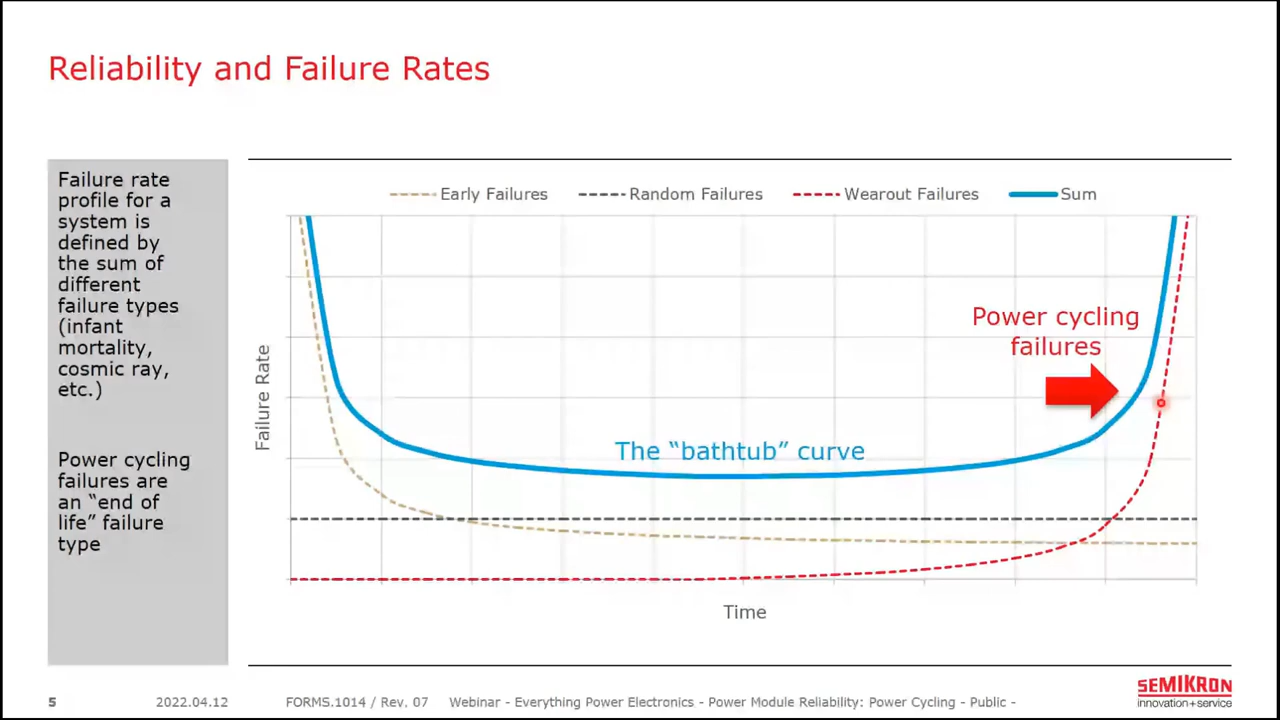 Reliability and Failure Rates
Failure rate
profile for a
system is
defined by
the sum of
different
failure types
(infant
mortality,
cosmic ray,
etc.)
Power cycling
failures are
an “end of
life” failure
type
Early Failures
Random Failures
Wearout Failures
Sum
Power cycling
failures
The “bathtub” curve
Failure Rate
Time
5
2022.04.12
FORMS.1014 / Rev. 07
Webinar - Everything Power Electronics - Power Module Reliability: Power Cycling - Public -
SEMIKRON
innovation+service